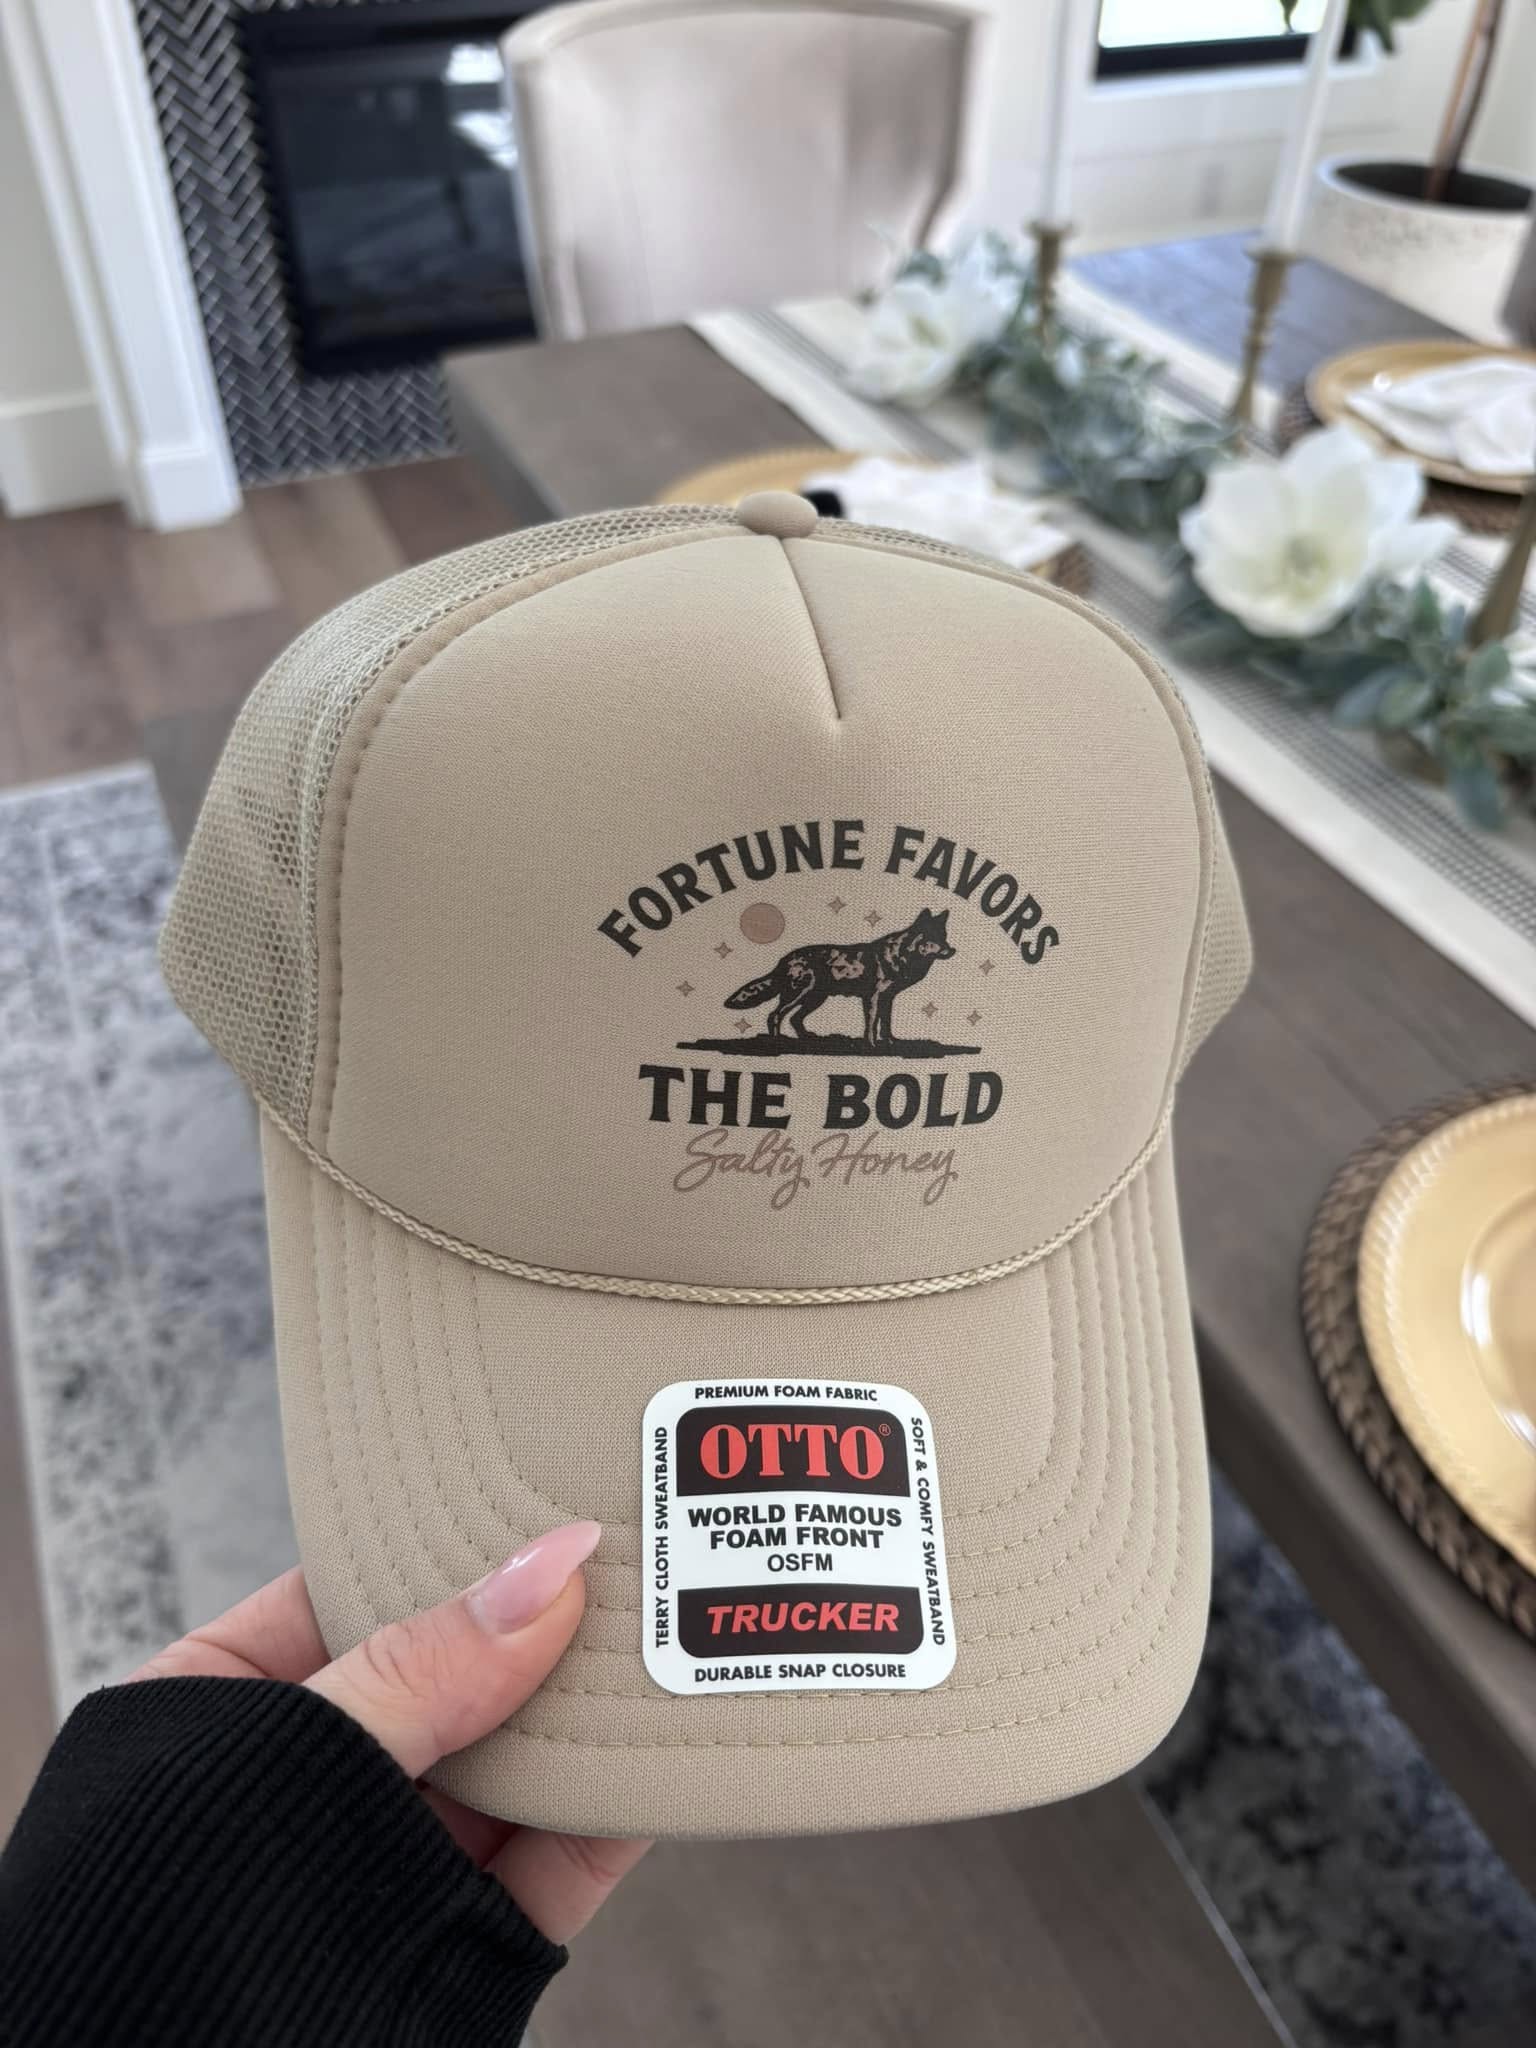 FORTUNE FAVORS
THE BOLD
Salty Honey
PREMIUM FOAM FABRIC
OTTO®
WORLD FAMOUS
FOAM FRONT
OSFM
TRUCKER
DURABLE SNAP CLOSURE
TERRY CLOTH SWEATBAND
SOFT & COMFY SWEATBAND